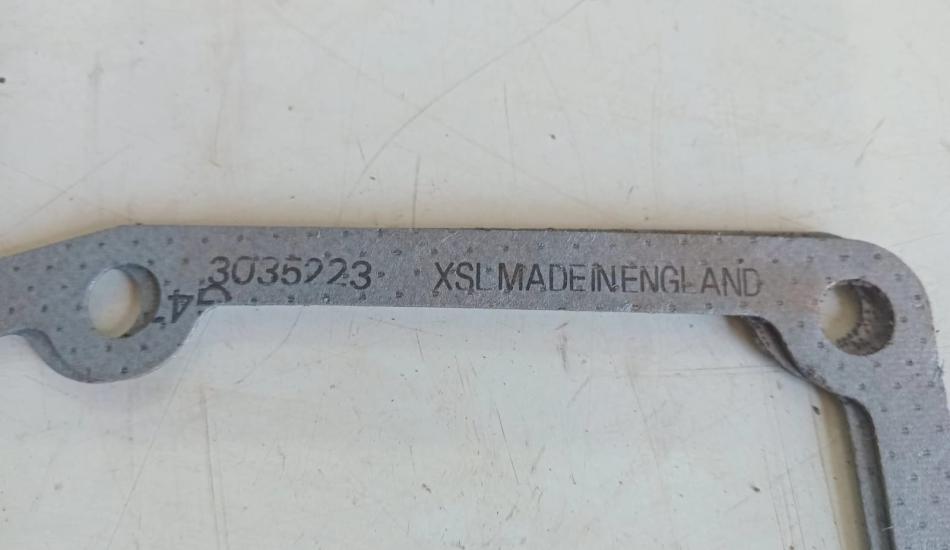 3035223 XSL MADE IN ENGLAND